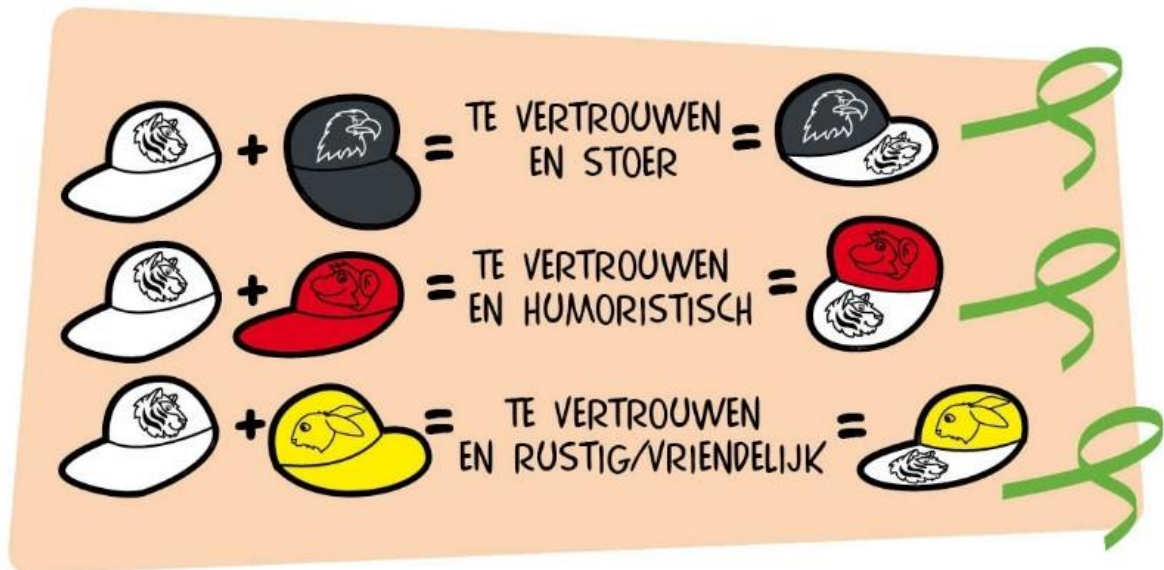 + = TE VERTROUWEN =
EN STOER
+ = TE VERTROUWEN =
EN HUMORISTISCH
+ = TE VERTROUWEN =
EN RUSTIG/VRIENDELIJK